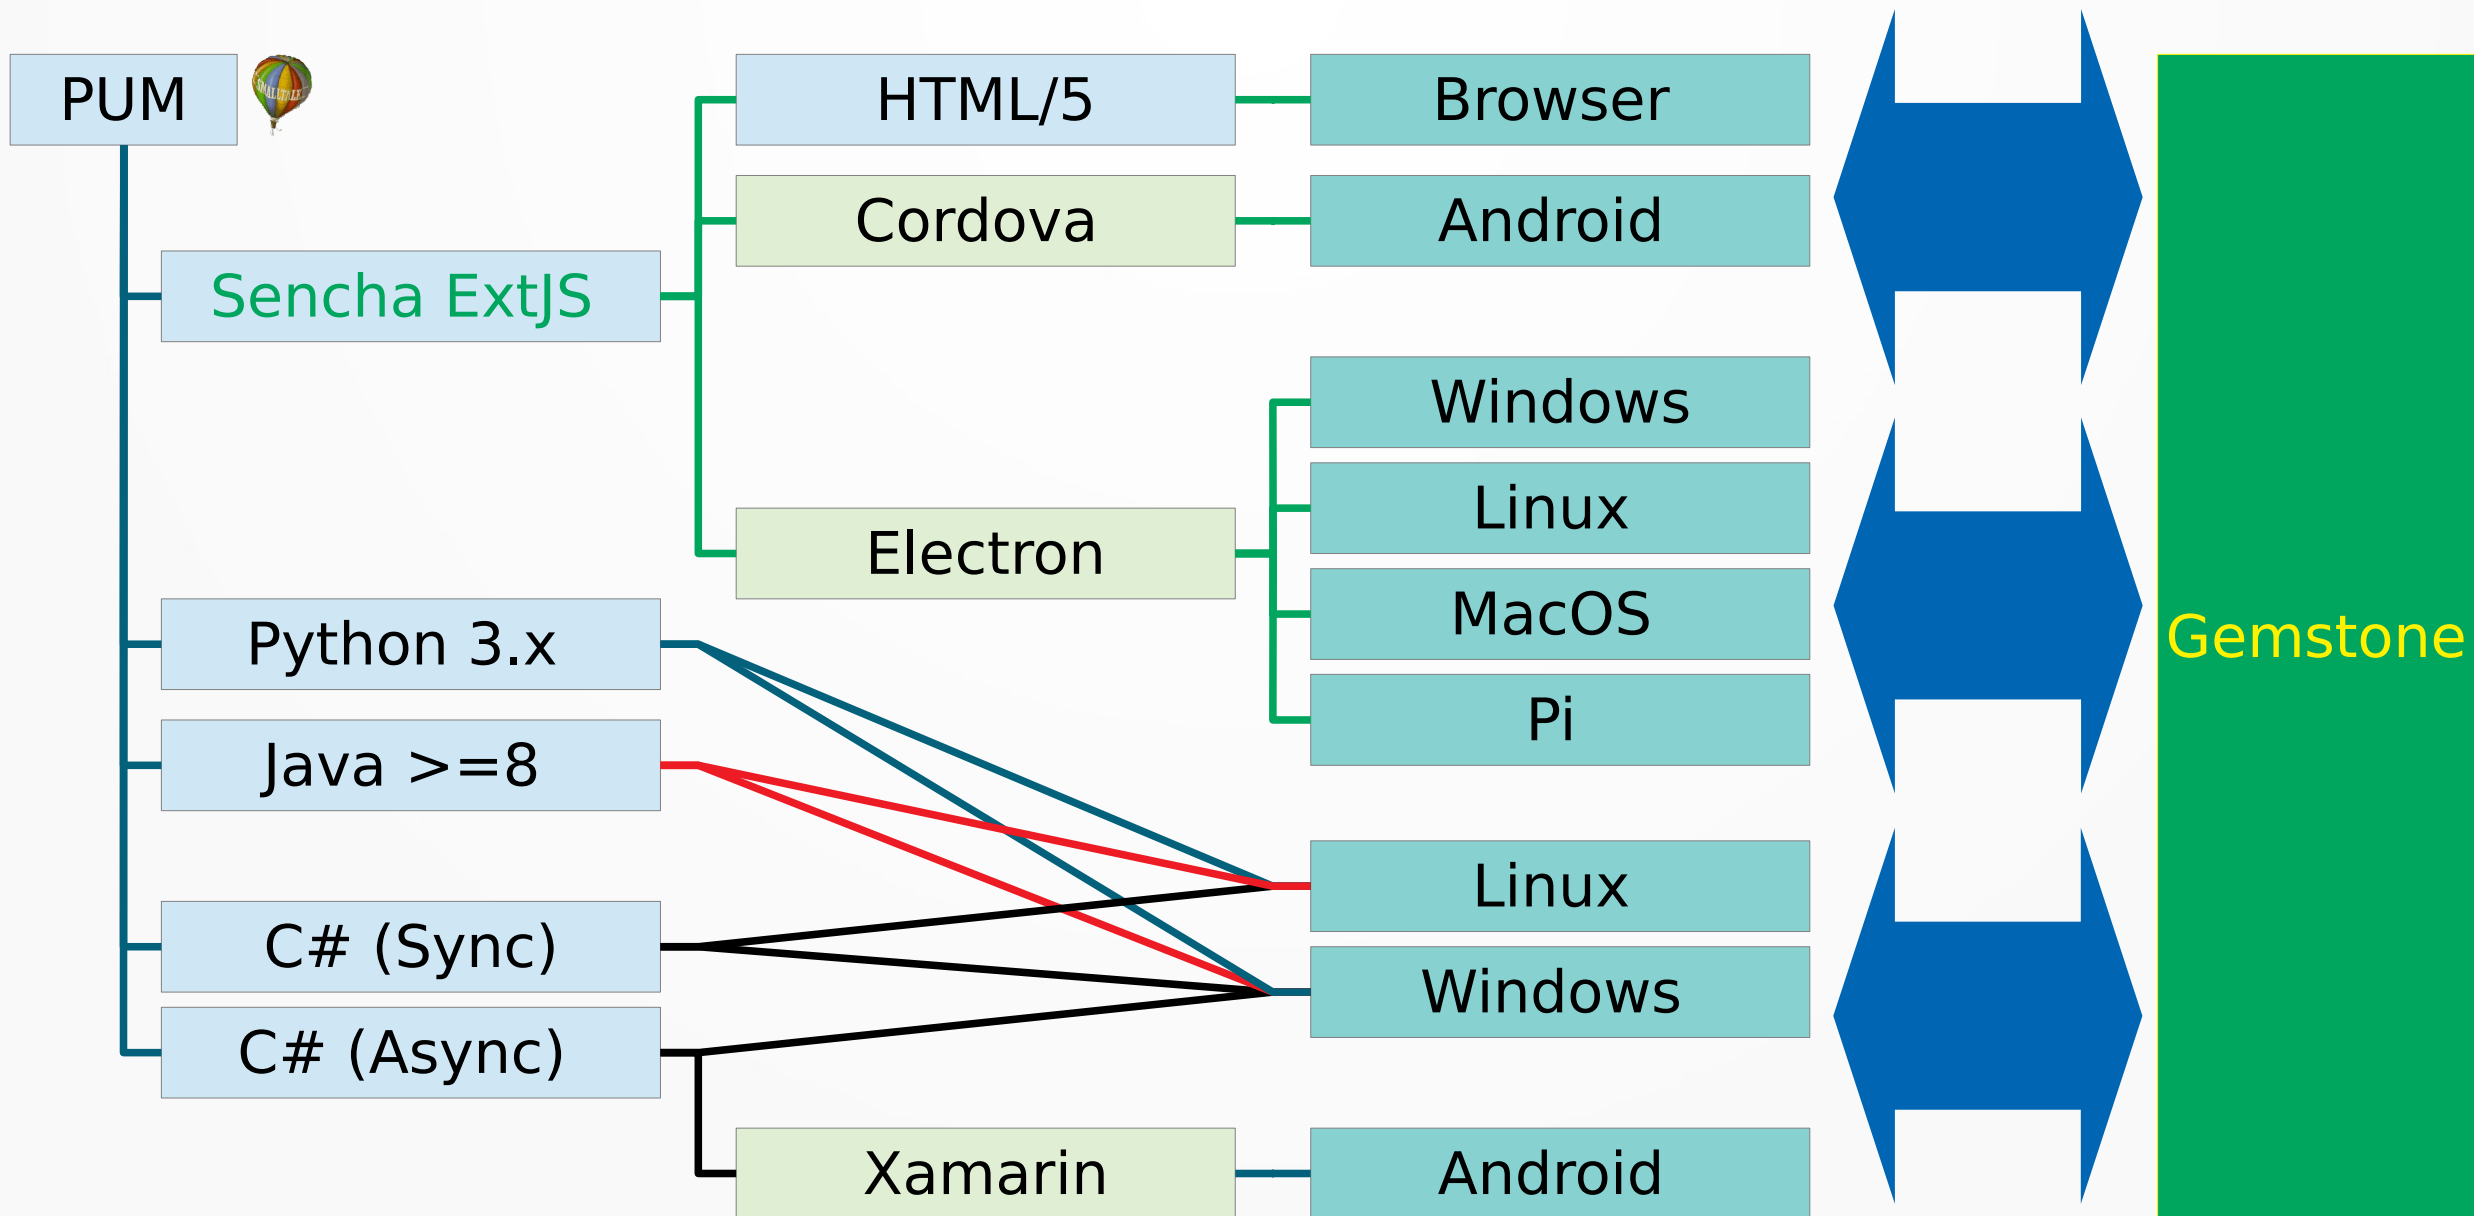 PUM
SMALLTALK
HTML/5
Browser
Cordova
Android
Sencha ExtJS
Windows
Linux
Electron
MacOS
Gemstone
Python 3.x
Pi
Java >=8
Linux
C# (Sync)
Windows
C# (Async)
Xamarin
Android